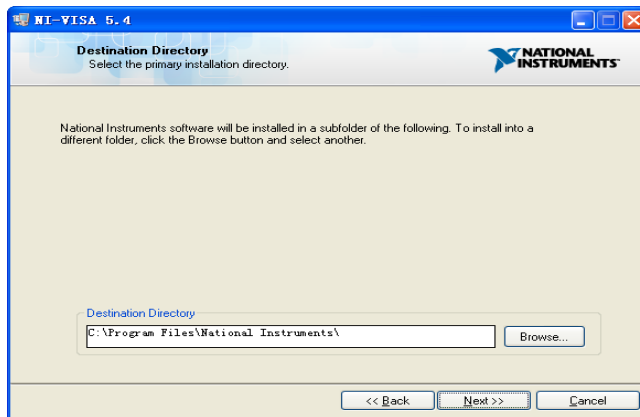 NI-VISA 5.4
Destination Directory
Select the primary installation directory.
NATIONAL
INSTRUMENTS™
National Instruments software will be installed in a subfolder of the following. To install into a
different folder, click the Browse button and select another.
Destination Directory
C:\Program Files\National Instruments\
Browse...
<< Back
Next >>
Cancel